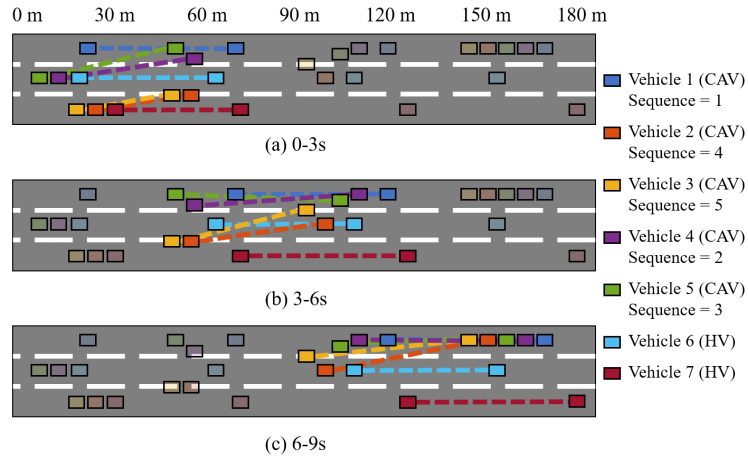 0 m 30 m 60 m 90 m 120 m 150 m 180 m
(a) 0-3s
(b) 3-6s
(c) 6-9s
Vehicle 1 (CAV)
Sequence = 1
Vehicle 2 (CAV)
Sequence = 4
Vehicle 3 (CAV)
Sequence = 5
Vehicle 4 (CAV)
Sequence = 2
Vehicle 5 (CAV)
Sequence = 3
Vehicle 6 (HV)
Vehicle 7 (HV)